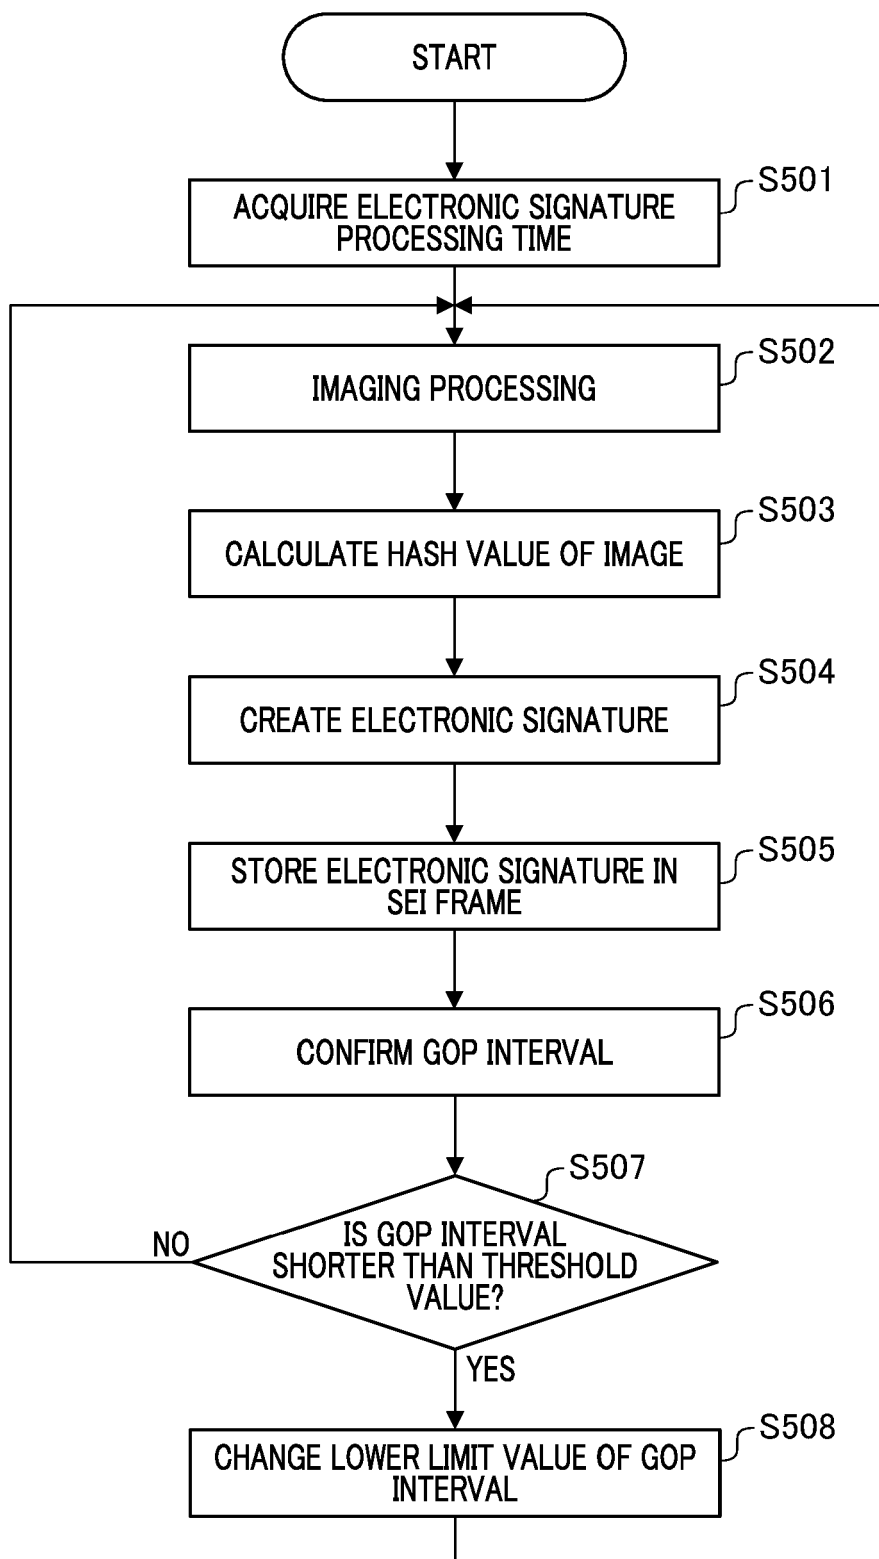 START
S501
ACQUIRE ELECTRONIC SIGNATURE
PROCESSING TIME
S502
IMAGING PROCESSING
S503
CALCULATE HASH VALUE OF IMAGE
S504
CREATE ELECTRONIC SIGNATURE
S505
STORE ELECTRONIC SIGNATURE IN
SEI FRAME
S506
CONFIRM GOP INTERVAL
S507
IS GOP INTERVAL
SHORTER THAN THRESHOLD
VALUE?
NO
YES
S508
CHANGE LOWER LIMIT VALUE OF GOP
INTERVAL